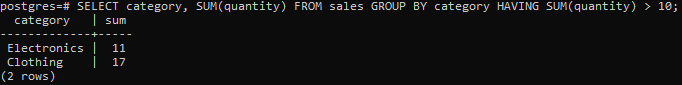 postgres=# SELECT category, SUM(quantity) FROM sales GROUP BY category HAVING SUM(quantity) > 10;
  category   | sum
-------------+-----
 Electronics |  11
 Clothing    |  17
(2 rows)